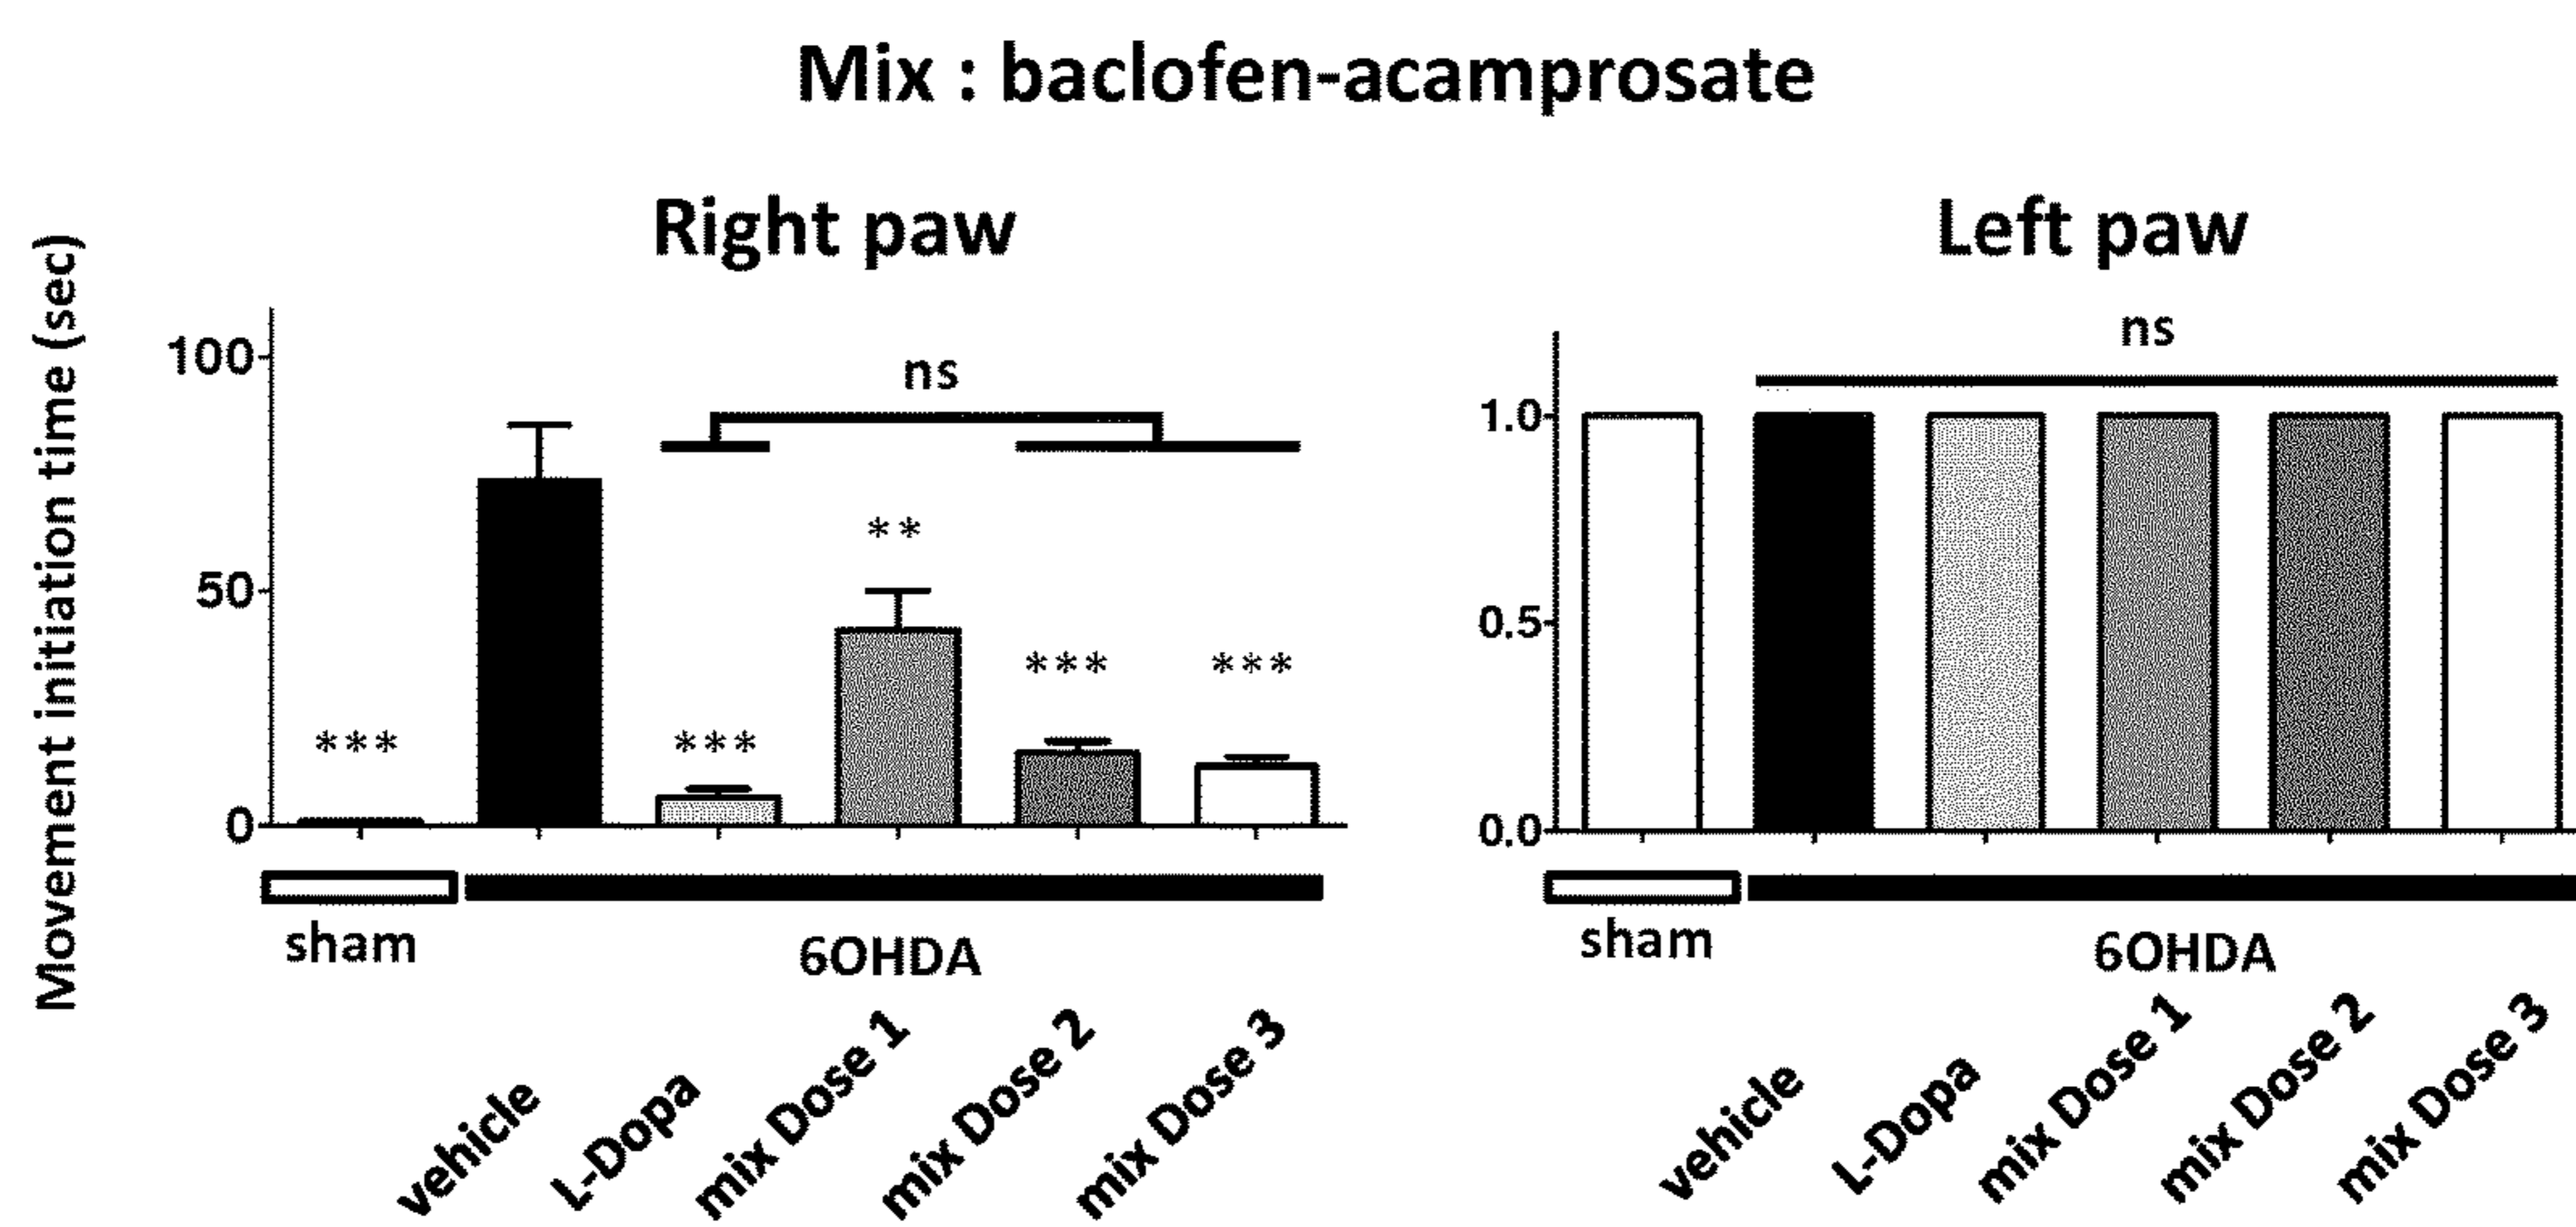 Mix : baclofen-acamprosate
Right paw
Movement initiation time (sec)
100
50
0
ns
***
***
**
***
***
sham
6OHDA
vehicle
L-Dopa
mix Dose 1
mix Dose 2
mix Dose 3
Left paw
ns
1.0
0.5
0.0
sham
6OHDA
vehicle
L-Dopa
mix Dose 1
mix Dose 2
mix Dose 3